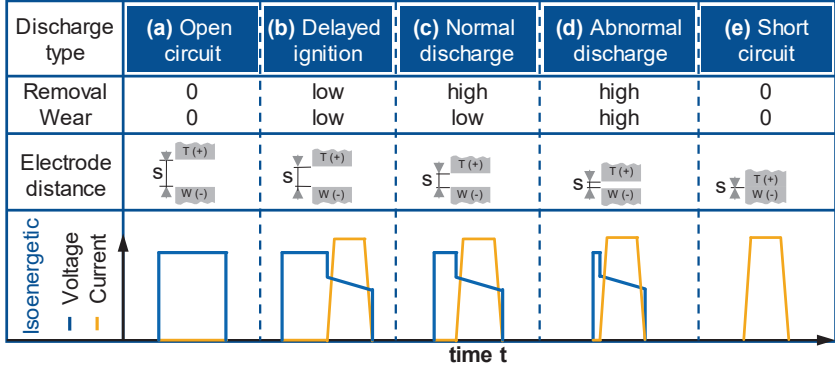 Discharge type
(a) Open circuit
(b) Delayed ignition
(c) Normal discharge
(d) Abnormal discharge
(e) Short circuit
Removal 0 low high high 0
Wear 0 low low high 0
Electrode distance
S T (+) W (-)
S T (+) W (-)
S T (+) W (-)
S T (+) W (-)
S T (+) W (-)
Isoenergetic
Voltage
Current
time t